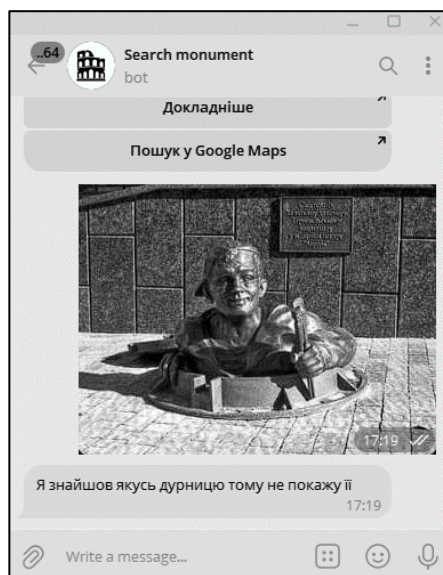 ..64
Search monument
bot
Докладніше
Пошук у Google Maps
17:19
Я знайшов якусь дурницю тому не покажу її
17:19
Write a message...